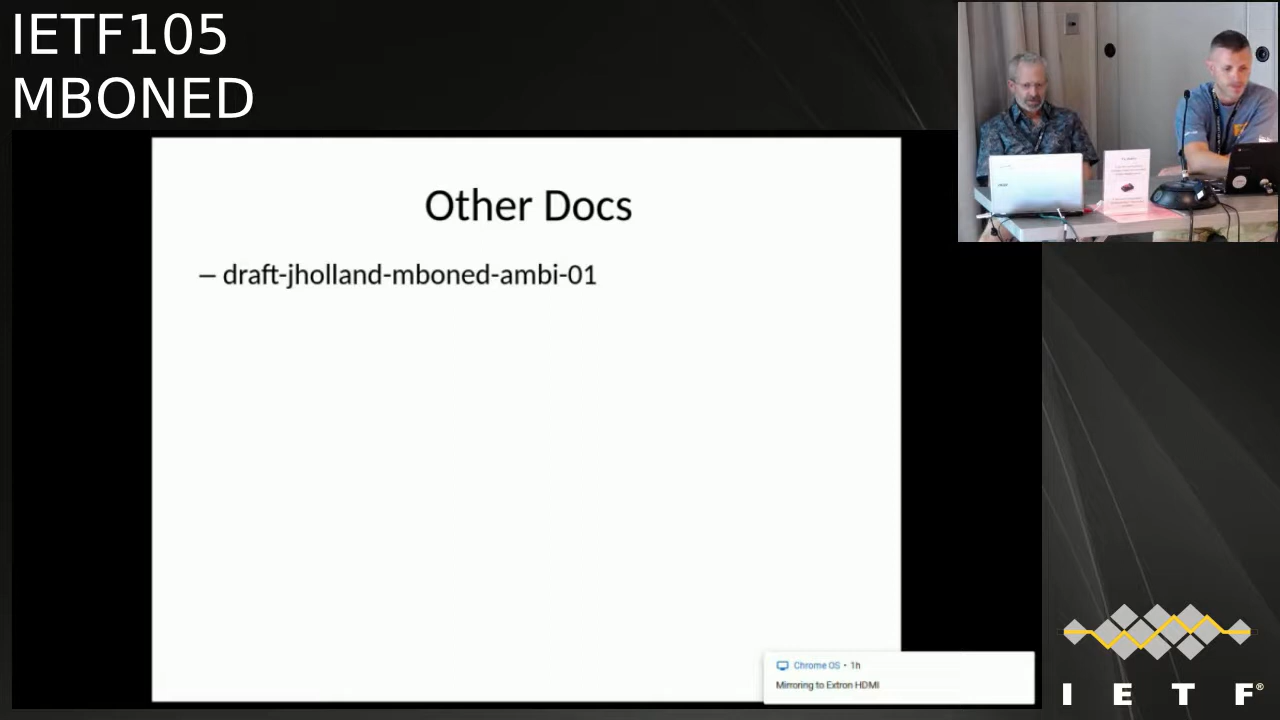 IETF105
MBONED
Other Docs
– draft-jholland-mboned-ambi-01
Chrome OS • 1h
Mirroring to Extron HDMI
I E T F®